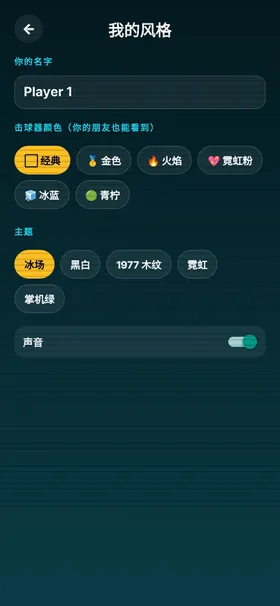 我的风格
你的名字
Player 1
击球器颜色（你的朋友也能看到）
经典 金色 火焰 霓虹粉
冰蓝 青柠
主题
冰场 黑白 1977 木纹 霓虹
掌机绿
声音